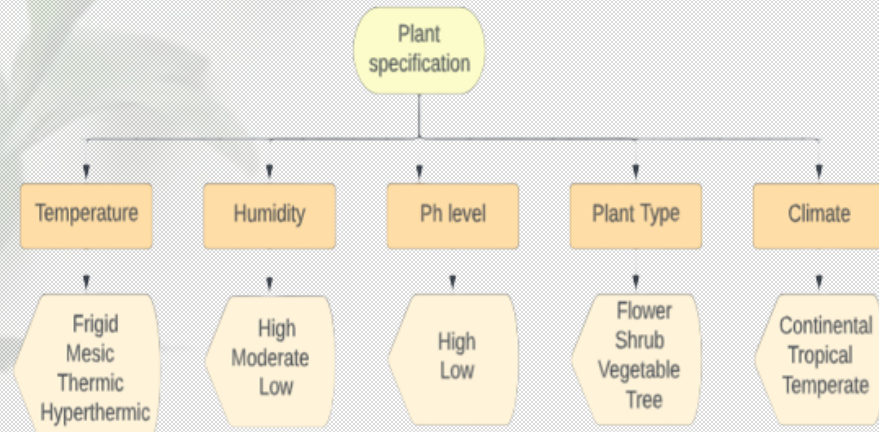 Plant
specification
Temperature
Humidity
Ph level
Plant Type
Climate
Frigid
Mesic
Thermic
Hyperthermic
High
Moderate
Low
High
Low
Flower
Shrub
Vegetable
Tree
Continental
Tropical
Temperate